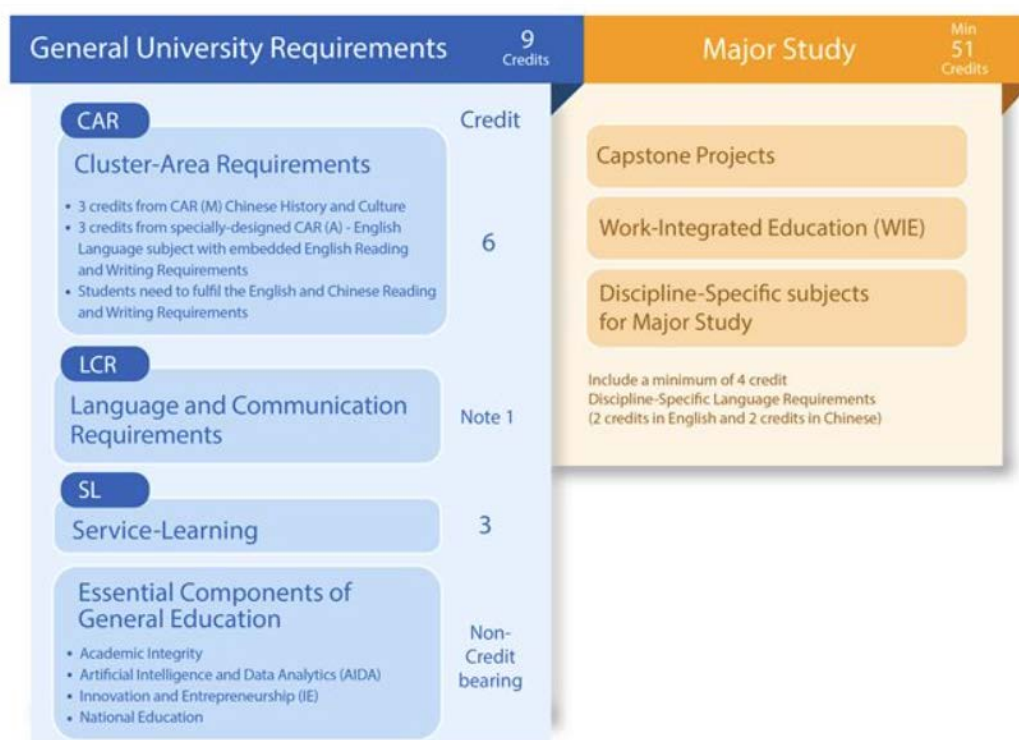 General University Requirements
9
Credits
Major Study
Min
51
Credits
CAR
Credit
Cluster-Area Requirements
• 3 credits from CAR (M) Chinese History and Culture
• 3 credits from specially-designed CAR (A) - English
Language subject with embedded English Reading
and Writing Requirements
• Students need to fulfil the English and Chinese Reading
and Writing Requirements
6
LCR
Language and Communication
Requirements
Note 1
SL
Service-Learning
3
Essential Components of
General Education
• Academic Integrity
• Artificial Intelligence and Data Analytics (AIDA)
• Innovation and Entrepreneurship (IE)
• National Education
Non-
Credit
bearing
Capstone Projects
Work-Integrated Education (WIE)
Discipline-Specific subjects
for Major Study
Include a minimum of 4 credit
Discipline-Specific Language Requirements
(2 credits in English and 2 credits in Chinese)